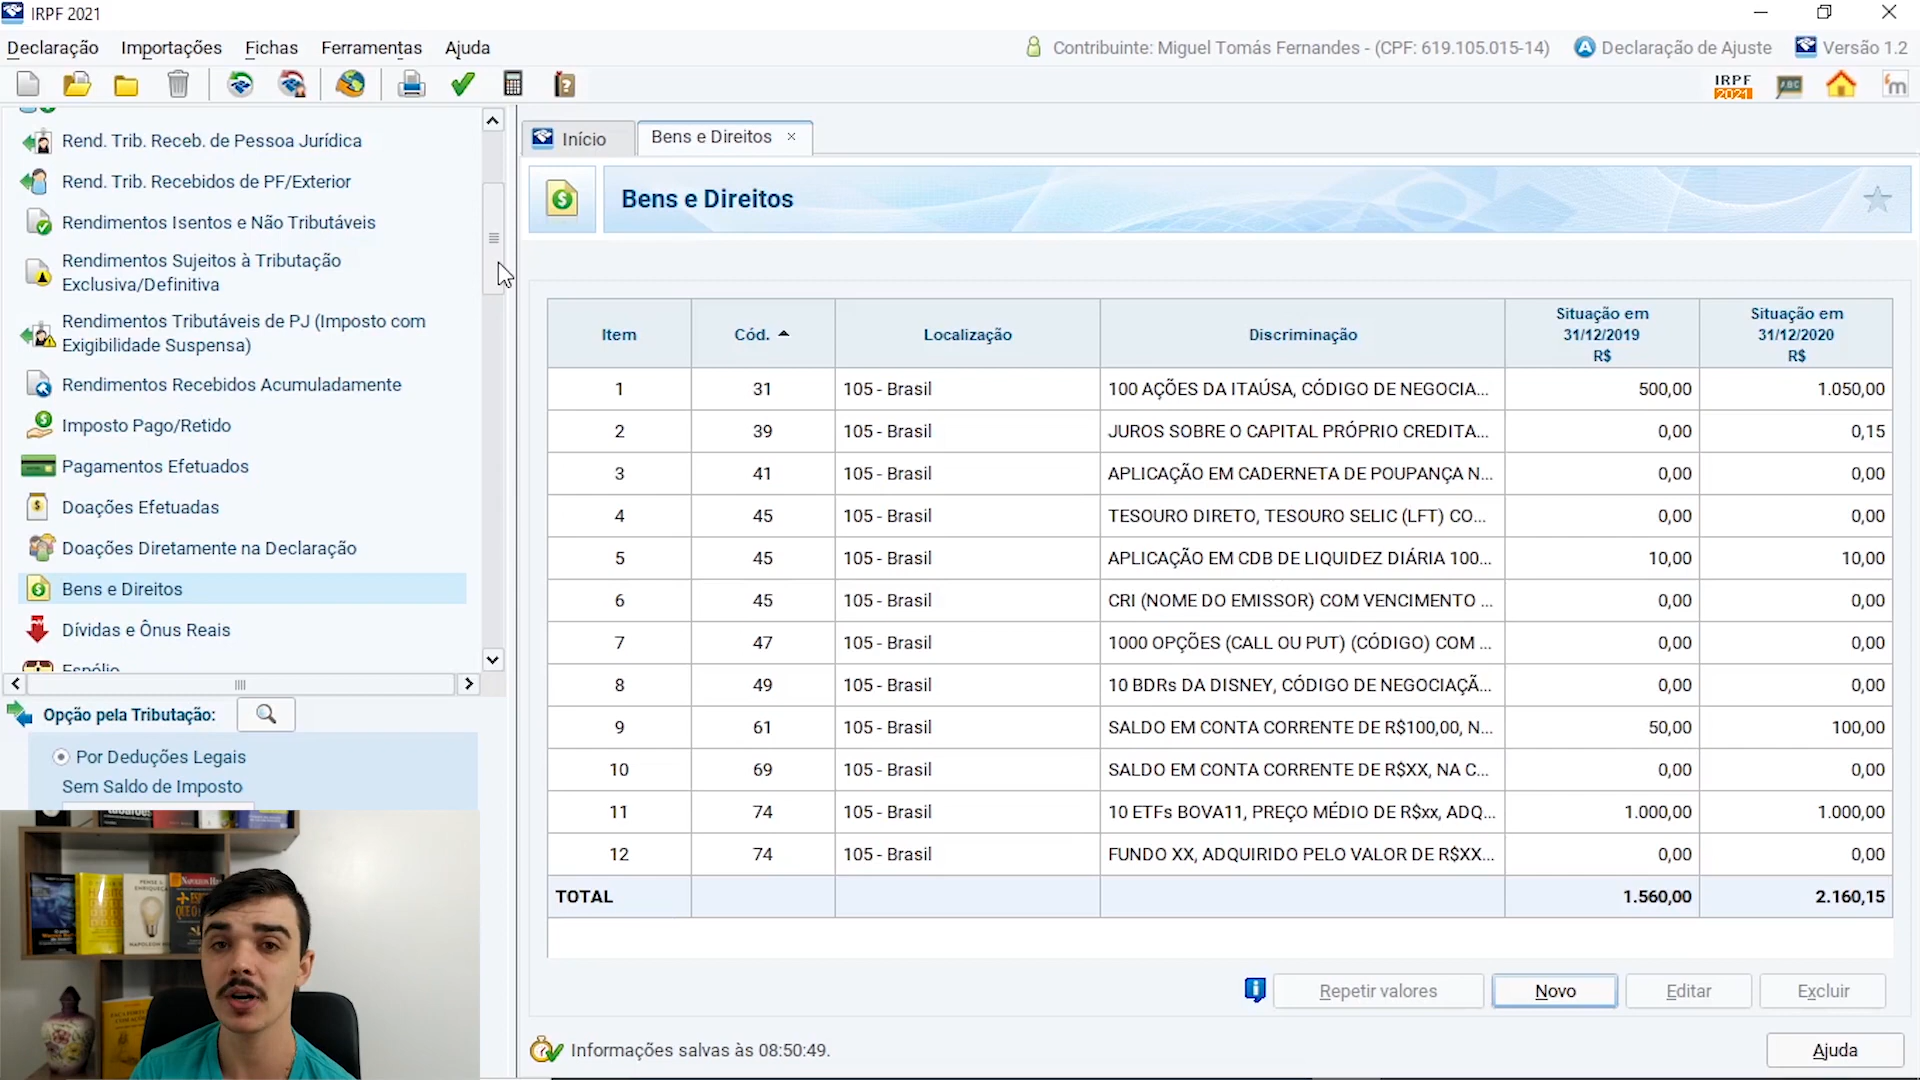 IRPF 2021
Declaração Importações Fichas Ferramentas Ajuda
Contribuinte: Miguel Tomás Fernandes - (CPF: 619.105.015-14) Declaração de Ajuste Versão 1.2
IRPF
2021
ABC
Rend. Trib. Receb. de Pessoa Jurídica
Rend. Trib. Recebidos de PF/Exterior
Rendimentos Isentos e Não Tributáveis
Rendimentos Sujeitos à Tributação
Exclusiva/Definitiva
Rendimentos Tributáveis de PJ (Imposto com
Exigibilidade Suspensa)
Rendimentos Recebidos Acumuladamente
Imposto Pago/Retido
Pagamentos Efetuados
Doações Efetuadas
Doações Diretamente na Declaração
Bens e Direitos
Dívidas e Ônus Reais
Espólio
Opção pela Tributação:
Por Deduções Legais
Sem Saldo de Imposto
Início Bens e Direitos
Bens e Direitos
Item Cód. Localização Discriminação Situação em 31/12/2019 R$ Situação em 31/12/2020 R$
1 31 105 - Brasil 100 AÇÕES DA ITAÚSA, CÓDIGO DE NEGOCIA... 500,00 1.050,00
2 39 105 - Brasil JUROS SOBRE O CAPITAL PRÓPRIO CREDITA... 0,00 0,15
3 41 105 - Brasil APLICAÇÃO EM CADERNETA DE POUPANÇA N... 0,00 0,00
4 45 105 - Brasil TESOURO DIRETO, TESOURO SELIC (LFT) CO... 0,00 0,00
5 45 105 - Brasil APLICAÇÃO EM CDB DE LIQUIDEZ DIÁRIA 100... 10,00 10,00
6 45 105 - Brasil CRI (NOME DO EMISSOR) COM VENCIMENTO ... 0,00 0,00
7 47 105 - Brasil 1000 OPÇÕES (CALL OU PUT) (CÓDIGO) COM ... 0,00 0,00
8 49 105 - Brasil 10 BDRs DA DISNEY, CÓDIGO DE NEGOCIAÇÃ... 0,00 0,00
9 61 105 - Brasil SALDO EM CONTA CORRENTE DE R$100,00, N... 50,00 100,00
10 69 105 - Brasil SALDO EM CONTA CORRENTE DE R$XX, NA C... 0,00 0,00
11 74 105 - Brasil 10 ETFs BOVA11, PREÇO MÉDIO DE R$xx, ADQ... 1.000,00 1.000,00
12 74 105 - Brasil FUNDO XX, ADQUIRIDO PELO VALOR DE R$XX... 0,00 0,00
TOTAL 1.560,00 2.160,15
Repetir valores Novo Editar Excluir
Informações salvas às 08:50:49.
Ajuda
PENSE E
ENRIQUEÇA